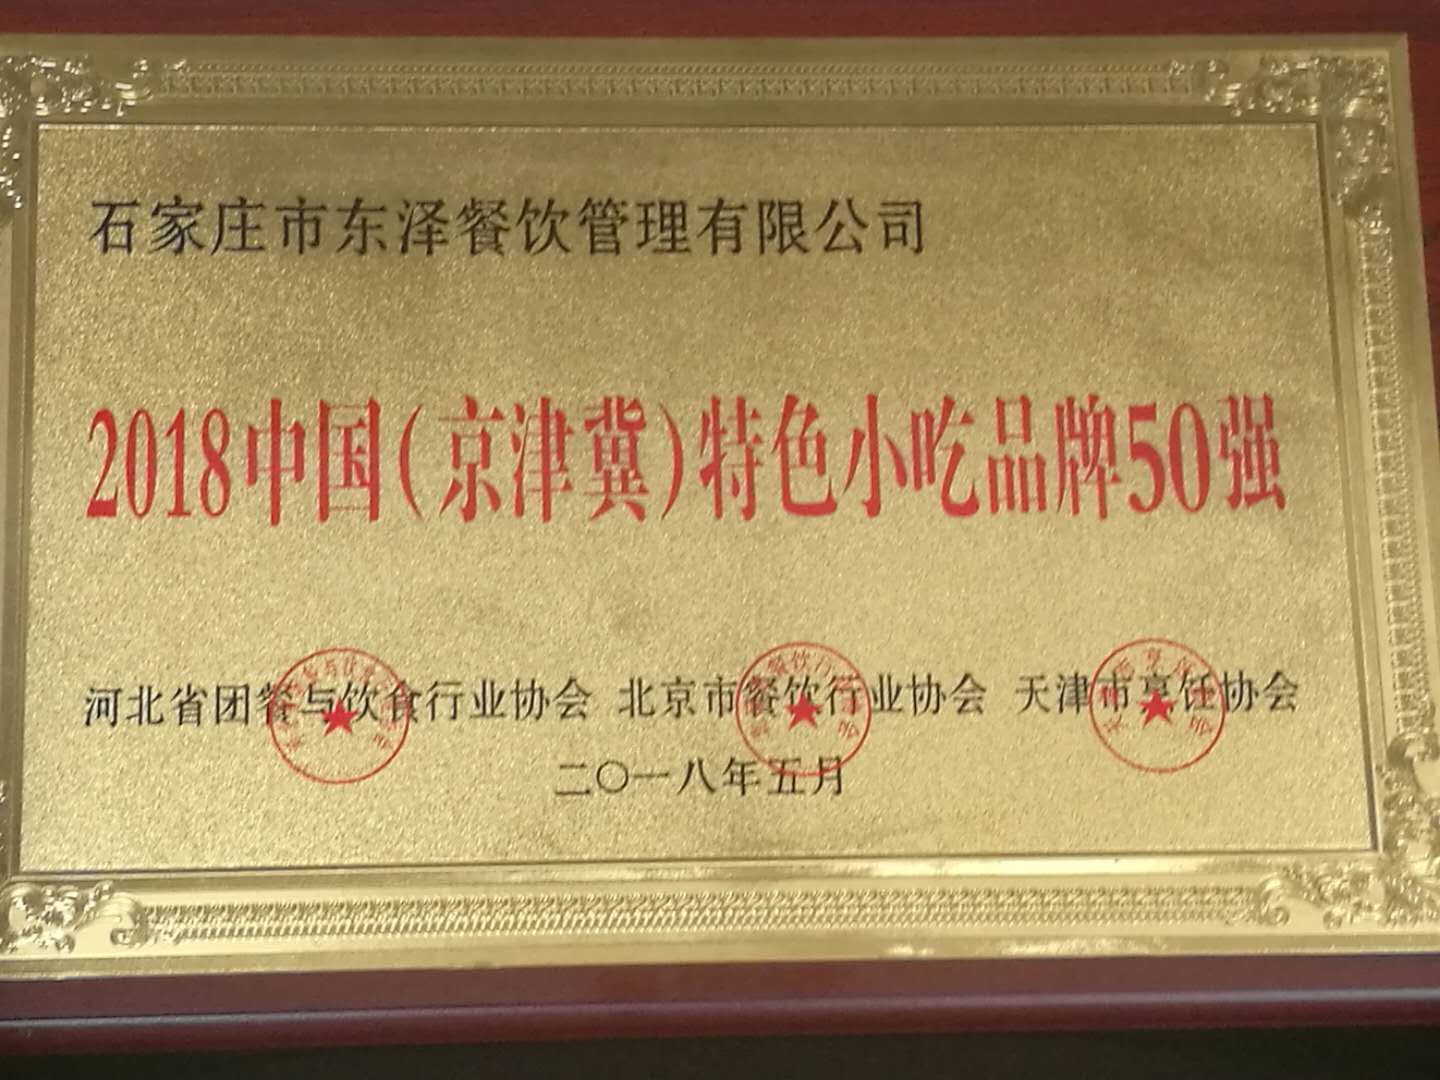 石家庄市东泽餐饮管理有限公司
2018中国(京津冀)特色小吃品牌50强
河北省团餐与饮食行业协会 北京市餐饮行业协会 天津市烹饪协会
二〇一八年五月